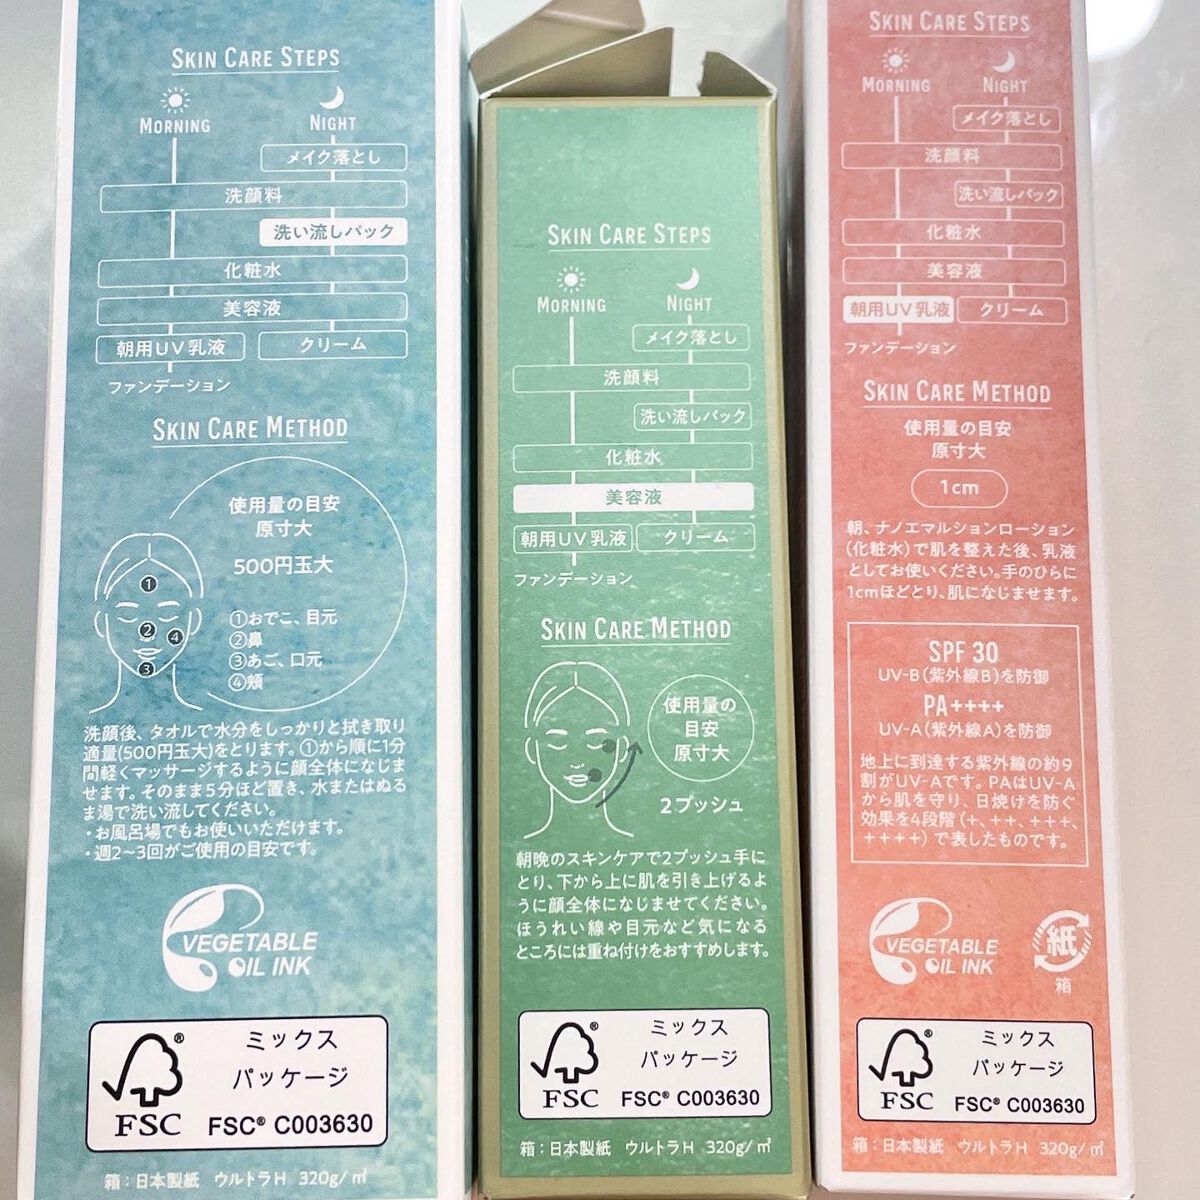 SKIN CARE STEPS
MORNING
NIGHT
メイク落とし
洗顔料
洗い流しパック
化粧水
美容液
朝用UV乳液
クリーム
ファンデーション
SKIN CARE METHOD
使用量の目安
原寸大
500円玉大
①おでこ、目元
②鼻
③あご、口元
④頬
1
2
4
3
洗顔後、タオルで水分をしっかりと拭き取り
適量(500円玉大)をとります。①から順に1分
間軽くマッサージするように顔全体になじま
せます。そのまま5分ほど置き、水またはぬる
ま湯で洗い流してください。
・お風呂場でもお使いいただけます。
・週2~3回がご使用の目安です。
VEGETABLE
OIL INK
FSC
®
ミックス
パッケージ
FSC® C003630
箱:日本製紙 ウルトラH 320g/㎡
SKIN CARE STEPS
MORNING
NIGHT
メイク落とし
洗顔料
洗い流しパック
化粧水
美容液
朝用UV乳液
クリーム
ファンデーション
SKIN CARE METHOD
使用量の
目安
原寸大
2プッシュ
朝晩のスキンケアで2プッシュ手に
とり、下から上に肌を引き上げるよ
うに顔全体になじませてください。
ほうれい線や目元など気になる
ところには重ね付けをおすすめします。
FSC
®
ミックス
パッケージ
FSC® C003630
箱:日本製紙 ウルトラH 320g/㎡
SKIN CARE STEPS
MORNING
NIGHT
メイク落とし
洗顔料
洗い流しパック
化粧水
美容液
朝用UV乳液
クリーム
ファンデーション
SKIN CARE METHOD
使用量の目安
原寸大
1cm
朝、ナノエマルションローション
(化粧水)で肌を整えた後、乳液
としてお使いください。手のひらに
1cmほどとり、肌になじませます。
SPF 30
UV-B(紫外線B)を防御
PA++++
UV-A(紫外線A)を防御
地上に到達する紫外線の約9
割がUV-Aです。PAはUV-A
から肌を守り、日焼けを防ぐ
効果を4段階(+、++、+++、
++++)で表したものです。
VEGETABLE
OIL INK
紙
箱
FSC
®
ミックス
パッケージ
FSC® C003630
箱:日本製紙 ウルトラH 320g/㎡